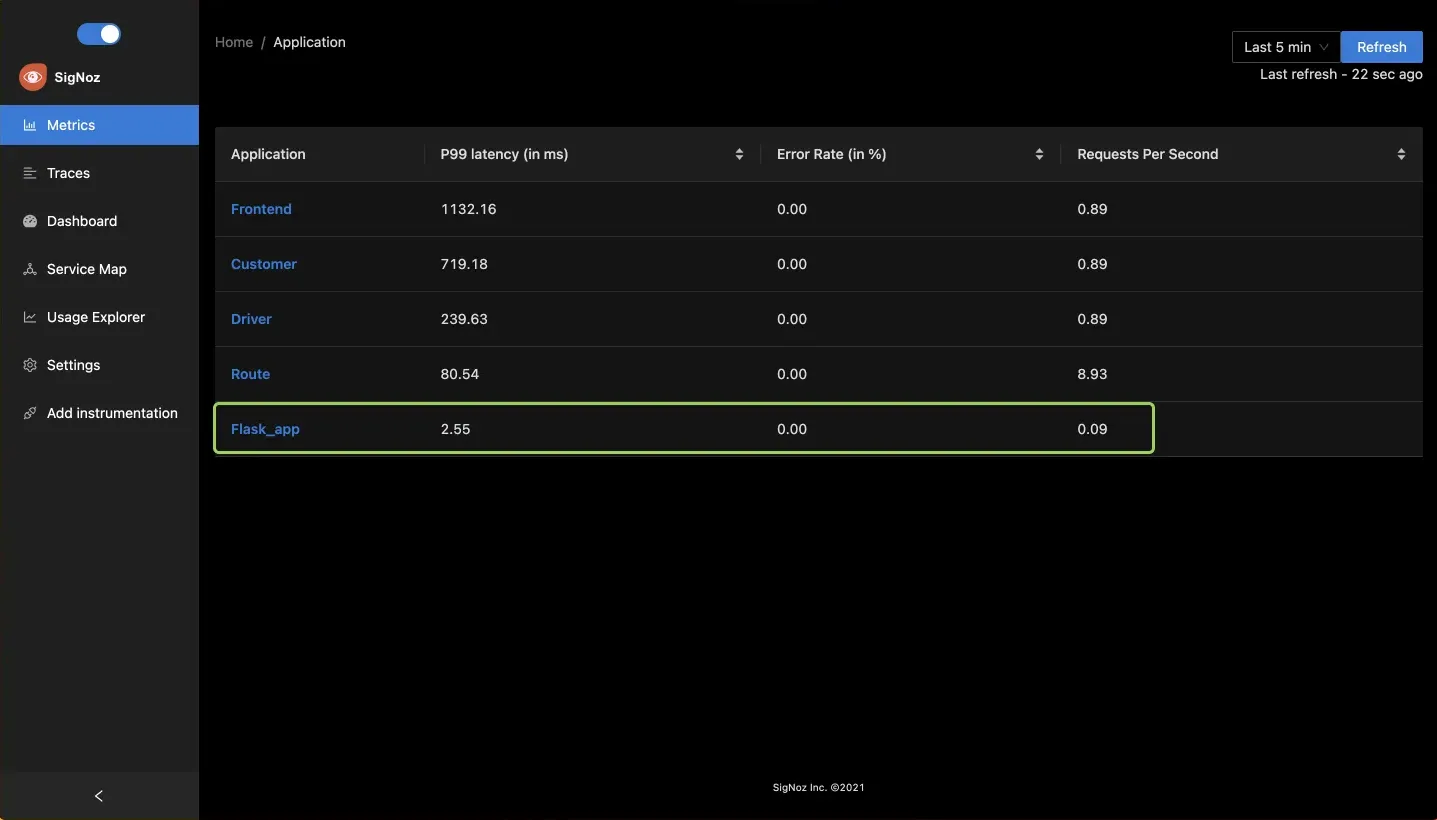 SigNoz
Metrics
Traces
Dashboard
Service Map
Usage Explorer
Settings
Add instrumentation
Home / Application
Last 5 min Refresh
Last refresh - 22 sec ago
Application P99 latency (in ms) Error Rate (in %) Requests Per Second
Frontend 1132.16 0.00 0.89
Customer 719.18 0.00 0.89
Driver 239.63 0.00 0.89
Route 80.54 0.00 8.93
Flask_app 2.55 0.00 0.09
SigNoz Inc. ©2021